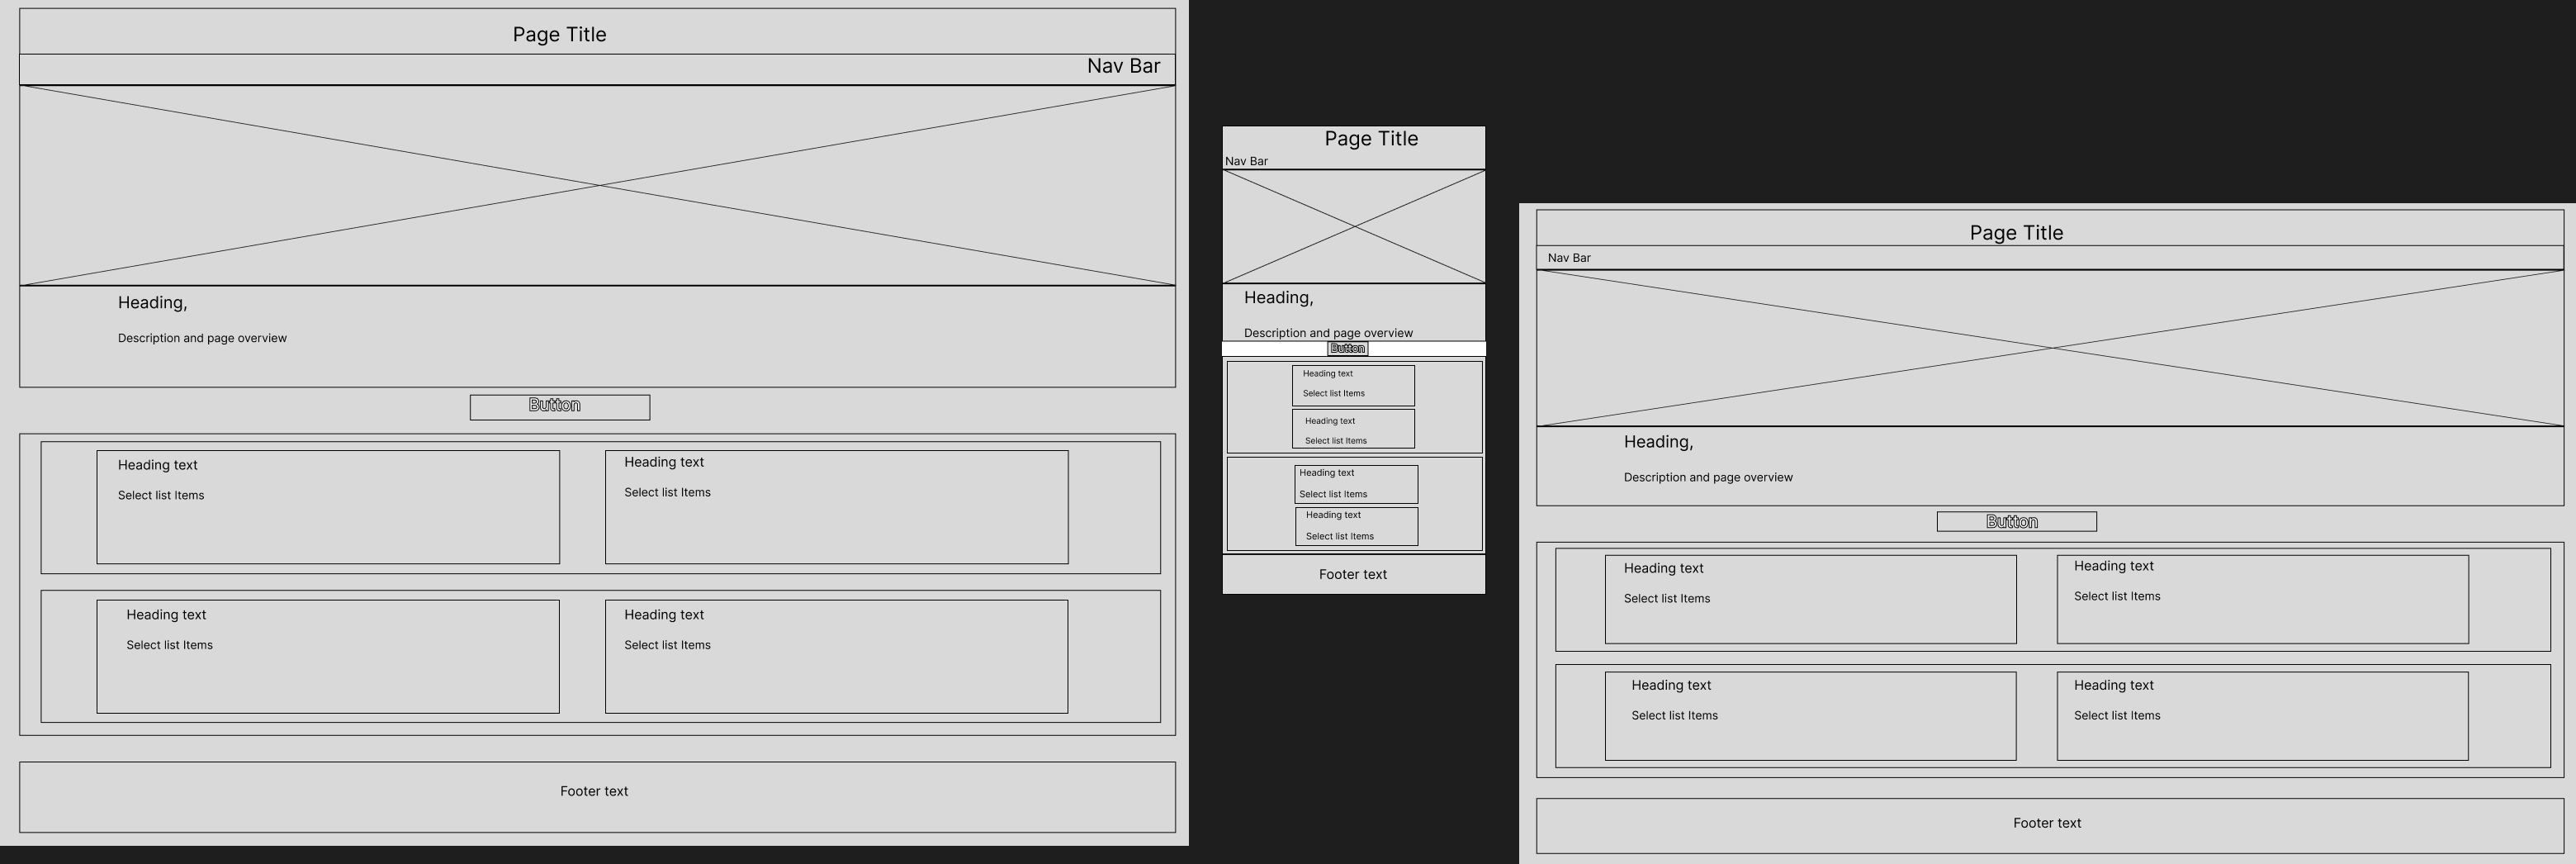 Page Title
Nav Bar
Heading,
Description and page overview
Button
Heading text
Select list Items
Heading text
Select list Items
Heading text
Select list Items
Heading text
Select list Items
Footer text
Page Title
Nav Bar
Heading,
Description and page overview
Button
Heading text
Select list Items
Heading text
Select list Items
Heading text
Select list Items
Heading text
Select list Items
Footer text
Page Title
Nav Bar
Heading,
Description and page overview
Button
Heading text
Select list Items
Heading text
Select list Items
Heading text
Select list Items
Heading text
Select list Items
Footer text